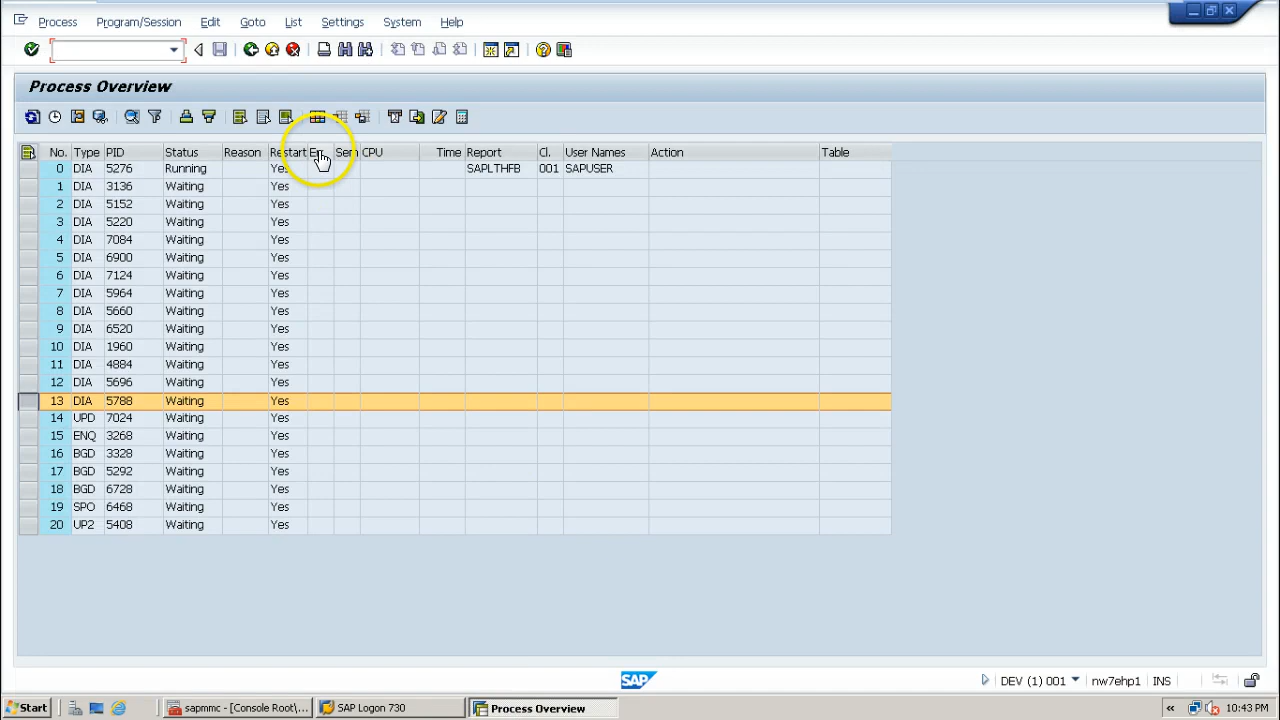 Process Program/Session Edit Goto List Settings System Help
Process Overview
No. Type PID Status Reason Restart Err. Sem CPU Time Report Cl. User Names Action Table
0 DIA 5276 Running Yes SAPLTHFB 001 SAPUSER
1 DIA 3136 Waiting Yes
2 DIA 5152 Waiting Yes
3 DIA 5220 Waiting Yes
4 DIA 7084 Waiting Yes
5 DIA 6900 Waiting Yes
6 DIA 7124 Waiting Yes
7 DIA 5964 Waiting Yes
8 DIA 5660 Waiting Yes
9 DIA 6520 Waiting Yes
10 DIA 1960 Waiting Yes
11 DIA 4884 Waiting Yes
12 DIA 5696 Waiting Yes
13 DIA 5788 Waiting Yes
14 UPD 7024 Waiting Yes
15 ENQ 3268 Waiting Yes
16 BGD 3328 Waiting Yes
17 BGD 5292 Waiting Yes
18 BGD 6728 Waiting Yes
19 SPO 6468 Waiting Yes
20 UP2 5408 Waiting Yes
SAP DEV (1) 001 nw7ehp1 INS
Start sapmmc - [Console Root\... SAP Logon 730 Process Overview « 10:43 PM